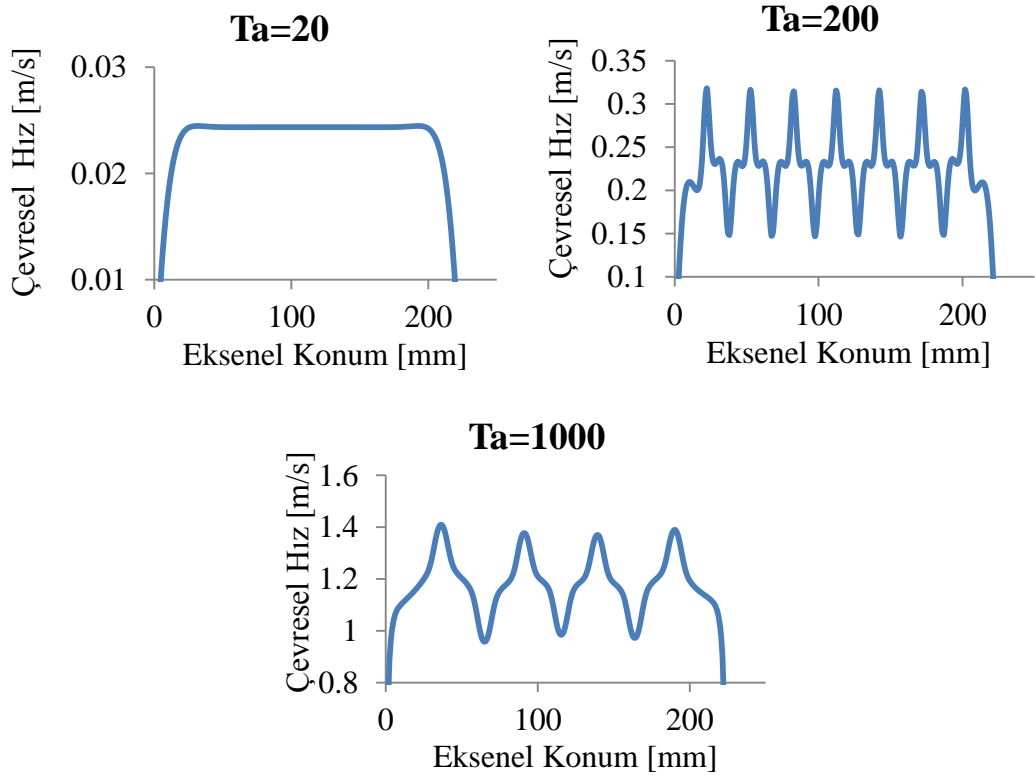 Ta=20
Çevresel Hız [m/s]
0.03
0.02
0.01
0
100
200
Eksenel Konum [mm]
Ta=200
Çevresel Hız [m/s]
0.35
0.3
0.25
0.2
0.15
0.1
0
100
200
Eksenel Konum [mm]
Ta=1000
Çevresel Hız [m/s]
1.6
1.4
1.2
1
0.8
0
100
200
Eksenel Konum [mm]